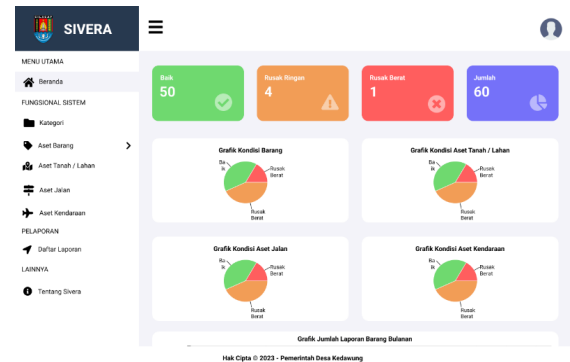 SIVERA
MENU UTAMA
Beranda
FUNGSIONAL SISTEM
Kategori
Aset Barang
Aset Tanah / Lahan
Aset Jalan
Aset Kendaraan
PELAPORAN
Daftar Laporan
LAINNYA
Tentang Sivera
Baik
50
Rusak Ringan
4
Rusak Berat
1
Jumlah
60
Grafik Kondisi Barang
Ba
ik
Rusak
Berat
Rusak
Berat
Grafik Kondisi Aset Tanah / Lahan
Ba
ik
Rusak
Berat
Rusak
Berat
Grafik Kondisi Aset Jalan
Ba
ik
Rusak
Berat
Rusak
Berat
Grafik Kondisi Aset Kendaraan
Ba
ik
Rusak
Berat
Rusak
Berat
Grafik Jumlah Laporan Barang Bulanan
Hak Cipta © 2023 - Pemerintah Desa Kedawung